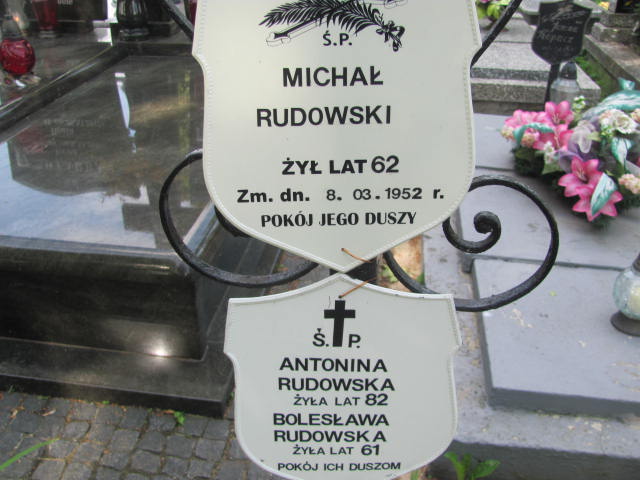 Ś.P.
MICHAŁ
RUDOWSKI
ŻYŁ LAT 62
Zm. dn. 8. 03. 1952 r.
POKÓJ JEGO DUSZY
Ś. P.
ANTONINA
RUDOWSKA
ŻYŁA LAT 82
BOLESŁAWA
RUDOWSKA
ŻYŁA LAT 61
POKÓJ ICH DUSZOM